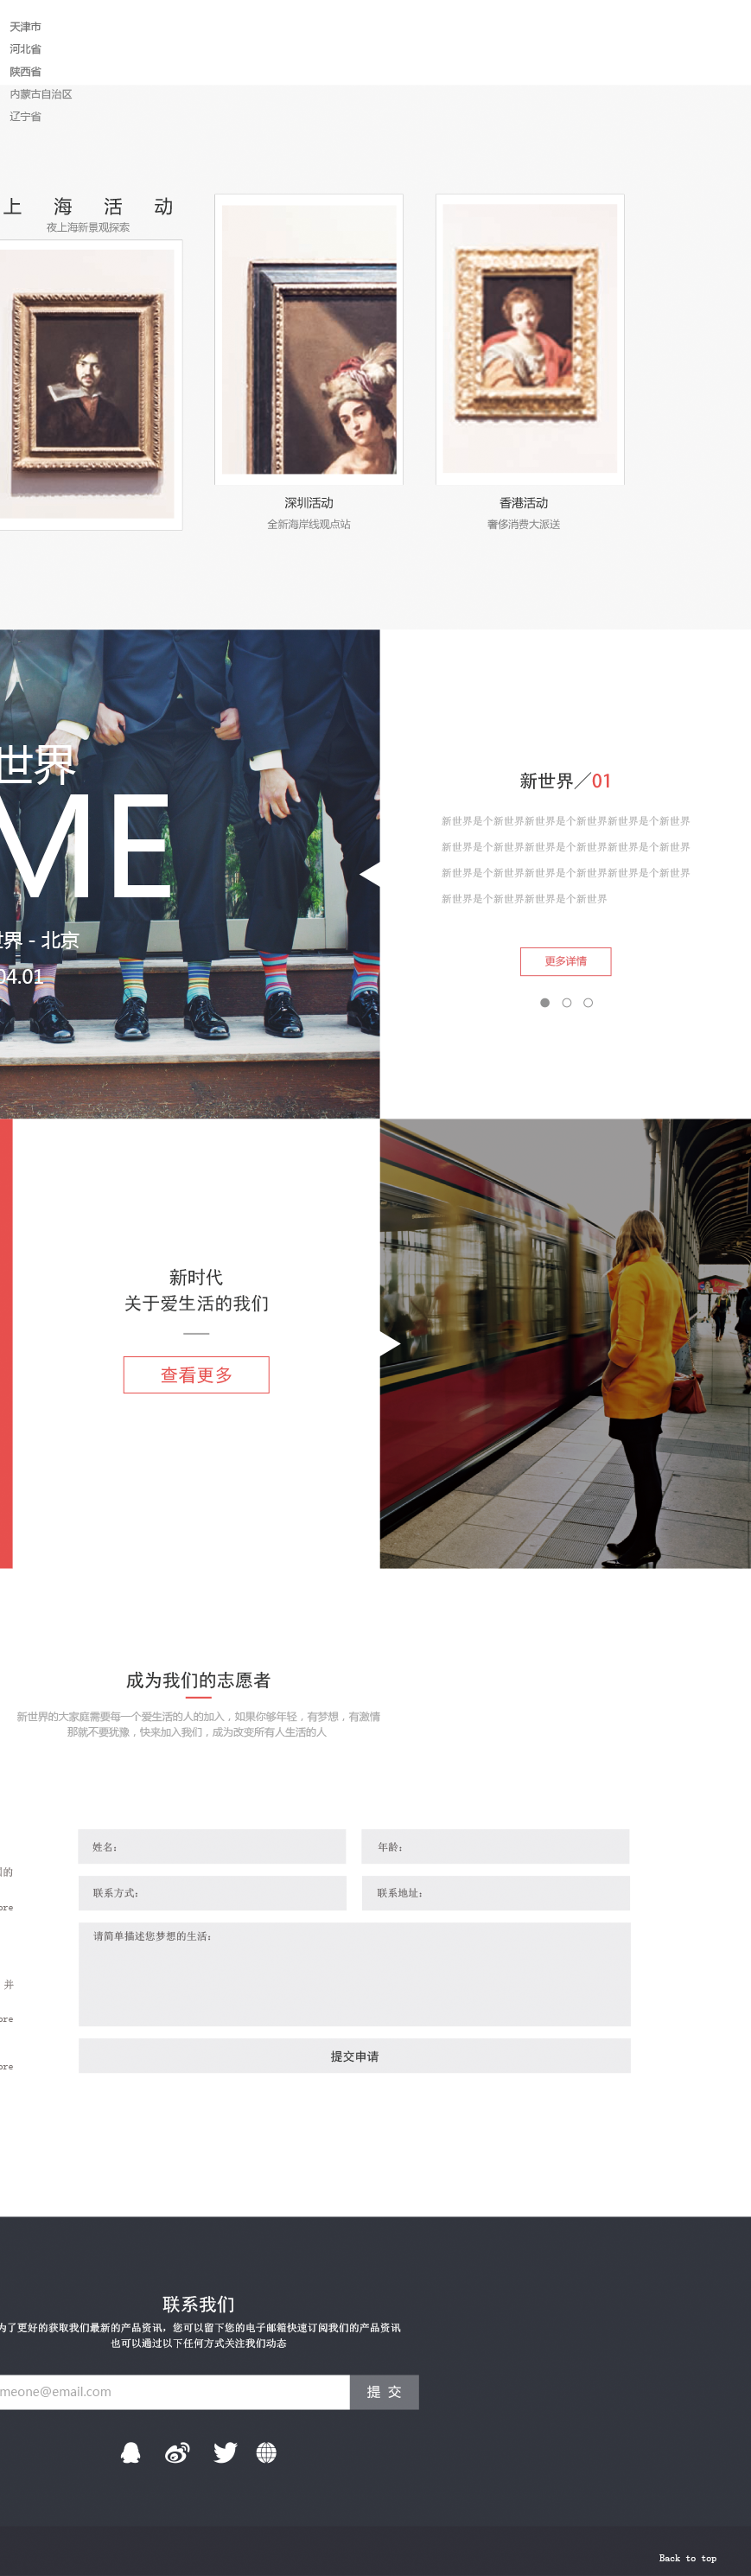 天津市
河北省
陕西省
内蒙古自治区
辽宁省
上海活动
夜上海新景观探索
深圳活动
全新海岸线观点站
香港活动
奢侈消费大派送
世界
ME
世界 - 北京
04.01
新世界／01
新世界是个新世界新世界是个新世界新世界是个新世界
新世界是个新世界新世界是个新世界新世界是个新世界
新世界是个新世界新世界是个新世界新世界是个新世界
新世界是个新世界新世界是个新世界
更多详情
新时代
关于爱生活的我们
查看更多
成为我们的志愿者
新世界的大家庭需要每一个爱生活的人的加入，如果你够年轻，有梦想，有激情
那就不要犹豫，快来加入我们，成为改变所有人生活的人
姓名：
年龄：
的
联系方式：
联系地址：
ore
请简单描述您梦想的生活：
并
ore
提交申请
ore
联系我们
为了更好的获取我们最新的产品资讯，您可以留下您的电子邮箱快速订阅我们的产品资讯
也可以通过以下任何方式关注我们动态
meone@email.com
提 交
Back to top